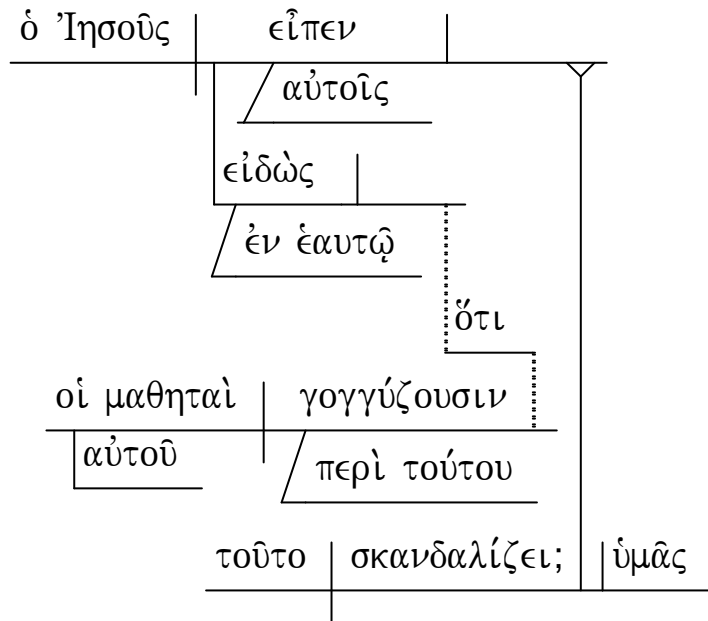 ὁ Ἰησοῦς εἶπεν
αὐτοῖς
εἰδὼς
ἐν ἑαυτῷ
ὅτι
οἱ μαθηταὶ γογγύζουσιν
αὐτοῦ
περὶ τούτου
τοῦτο σκανδαλίζει; ὑμᾶς